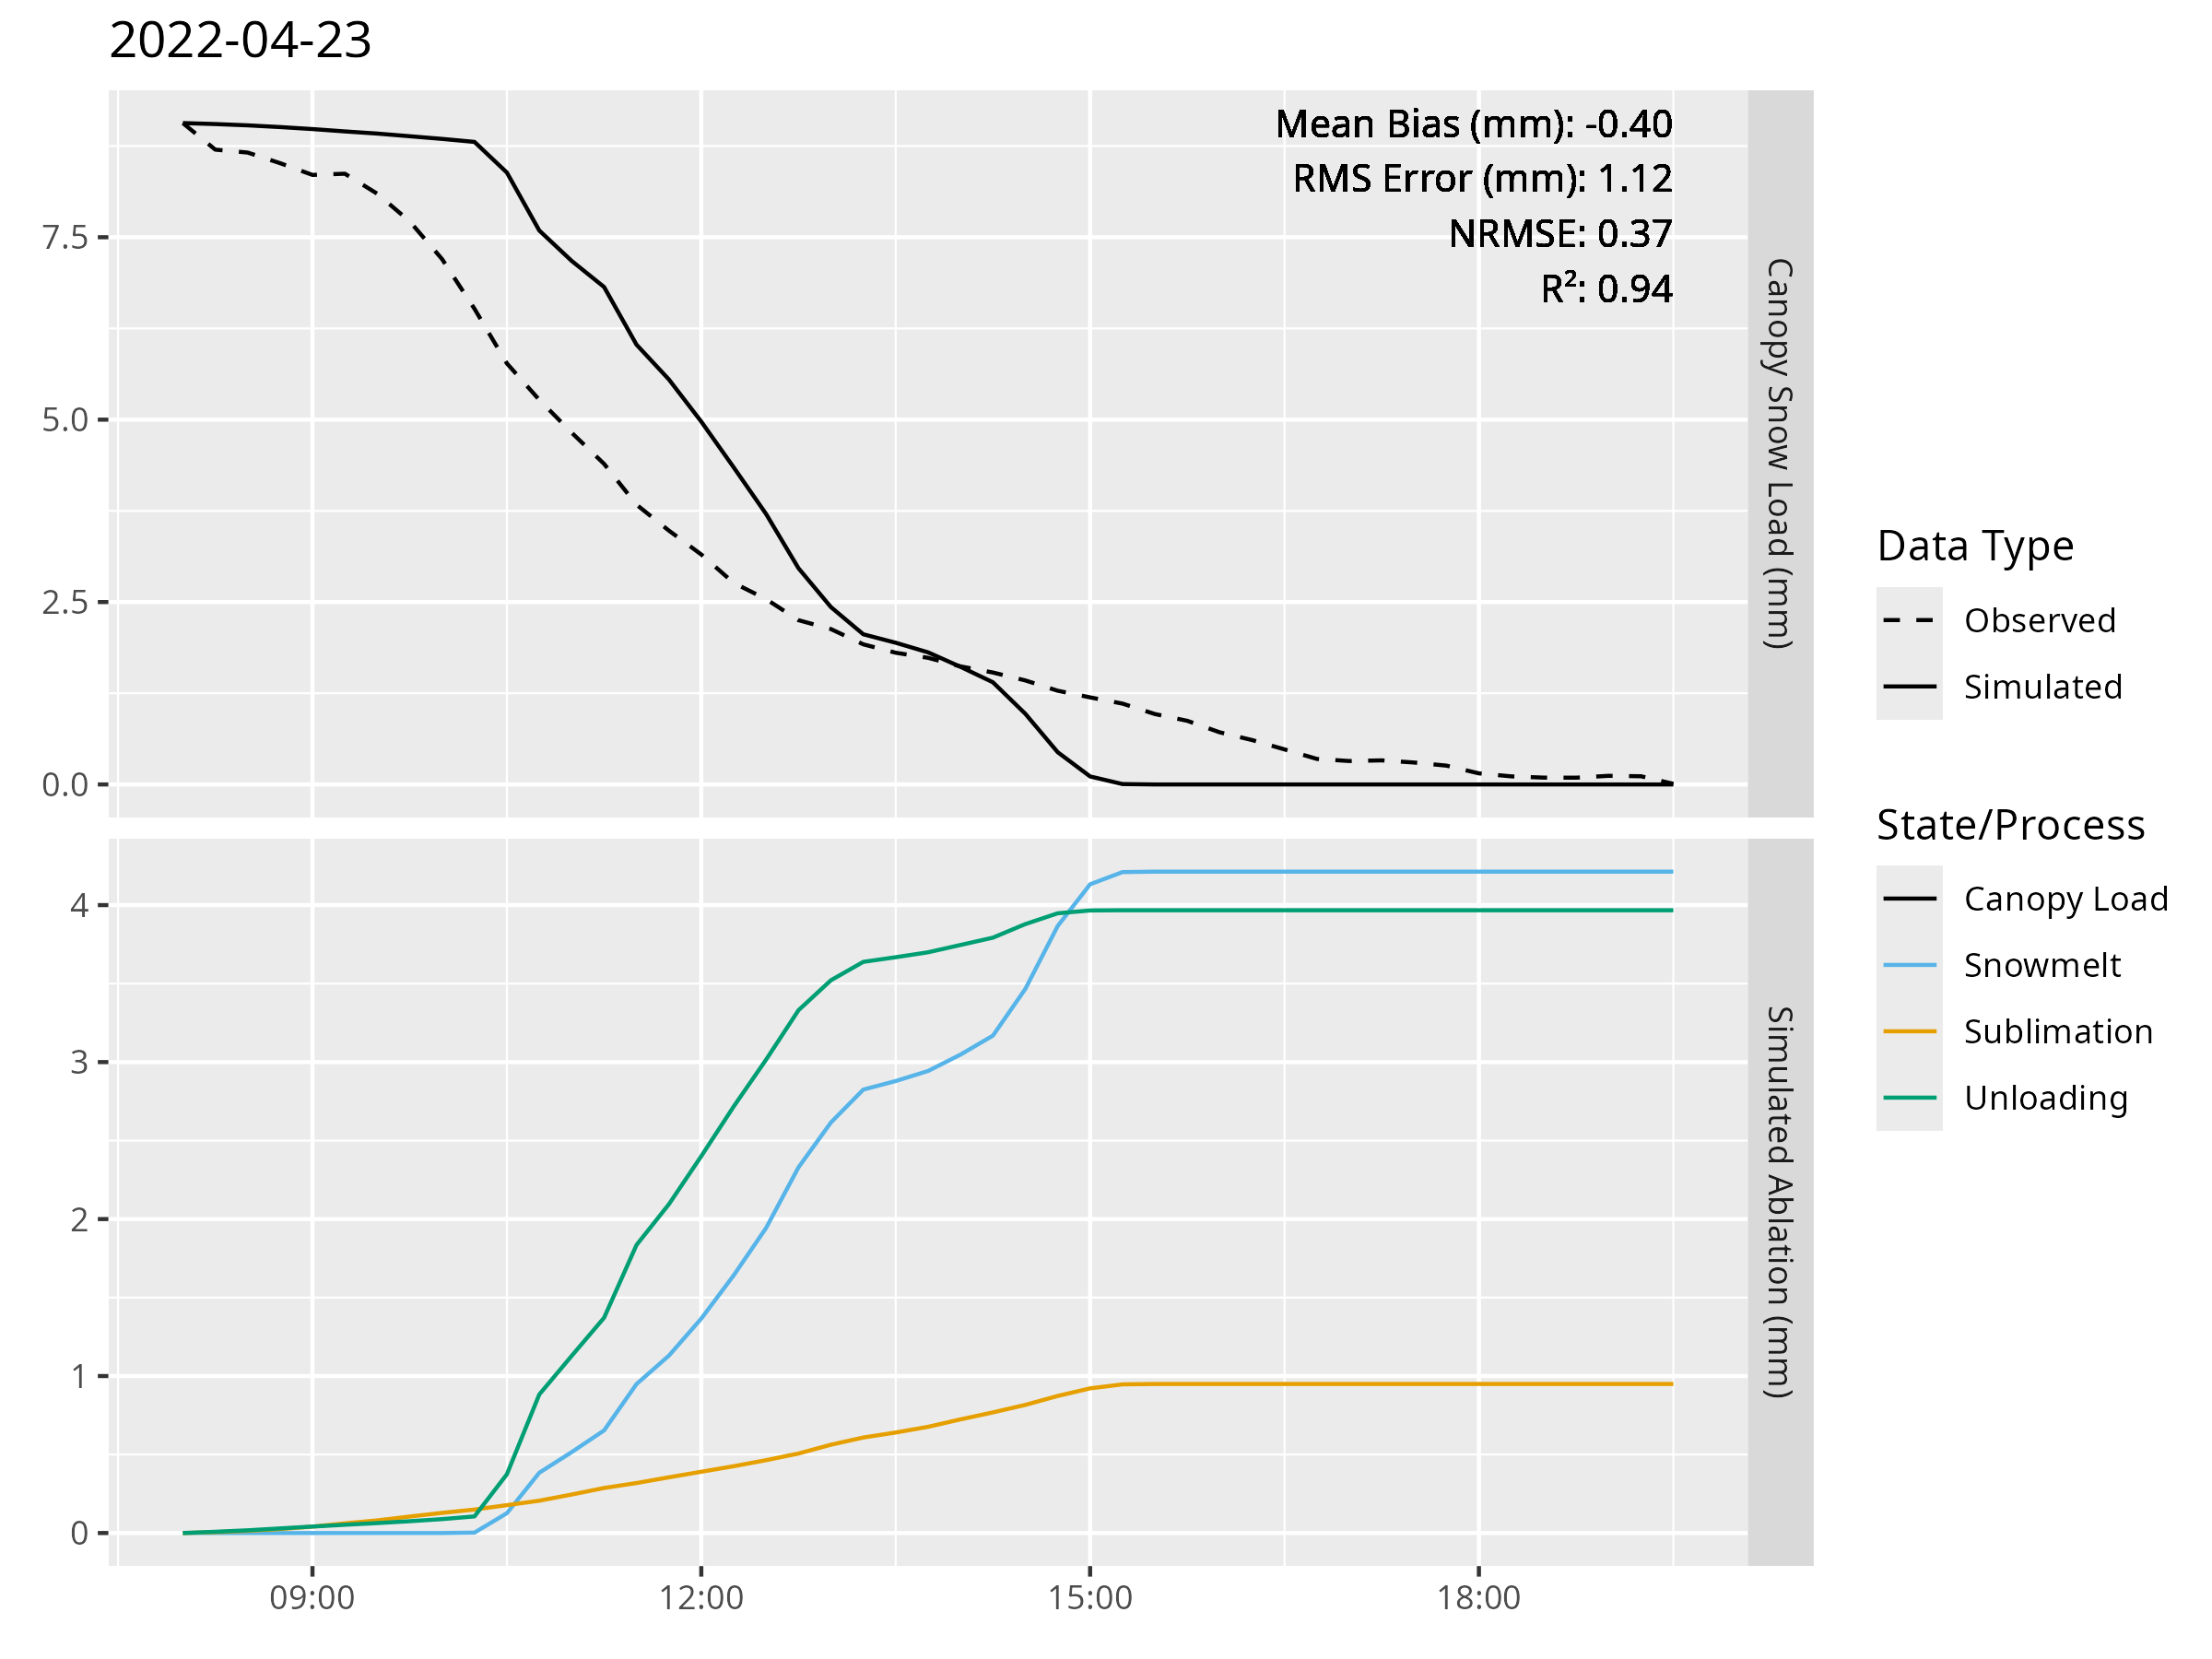 2022-04-23
Mean Bias (mm): -0.40
RMS Error (mm): 1.12
NRMSE: 0.37
R²: 0.94
7.5
5.0
2.5
0.0
Canopy Snow Load (mm)
4
3
2
1
0
Simulated Ablation (mm)
09:00
12:00
15:00
18:00
Data Type
Observed
Simulated
State/Process
Canopy Load
Snowmelt
Sublimation
Unloading